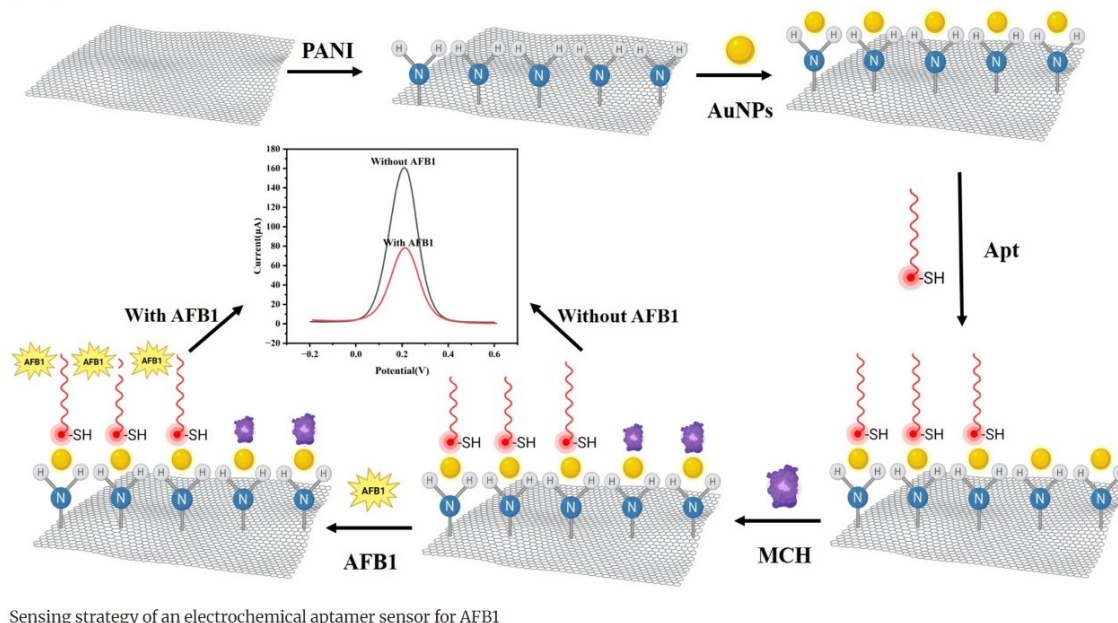 PANI
AuNPs
H H H H H H H H H H
N N N N N
H H H H H H H H H H
N N N N N
Apt
-SH
Without AFB1
With AFB1
Current(μA)
180
160
140
120
100
80
60
40
20
0
-20
−0.2 0.0 0.2 0.4 0.6
Potential(V)
With AFB1
Without AFB1
AFB1 AFB1 AFB1
-SH -SH -SH
H H H H H H H H H H
N N N N N
AFB1
AFB1
-SH -SH -SH
H H H H H H H H H H
N N N N N
MCH
-SH -SH -SH
H H H H H H H H H H
N N N N N
Sensing strategy of an electrochemical aptamer sensor for AFB1